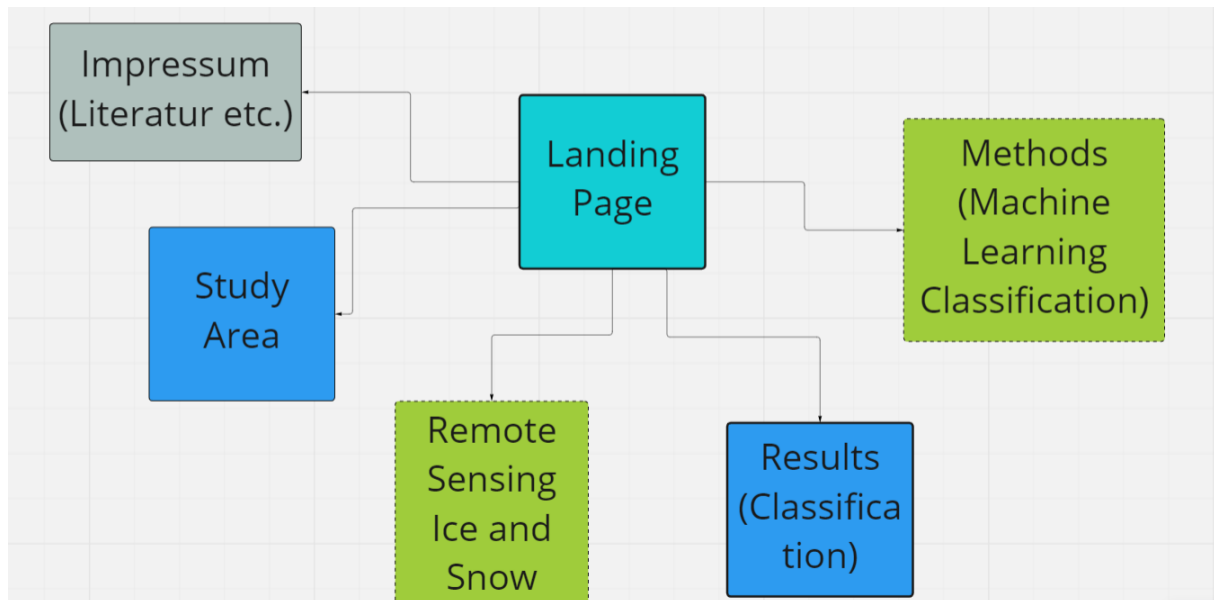 Impressum
(Literatur etc.)
Landing
Page
Methods
(Machine
Learning
Classification)
Study
Area
Remote
Sensing
Ice and
Snow
Results
(Classifica
tion)